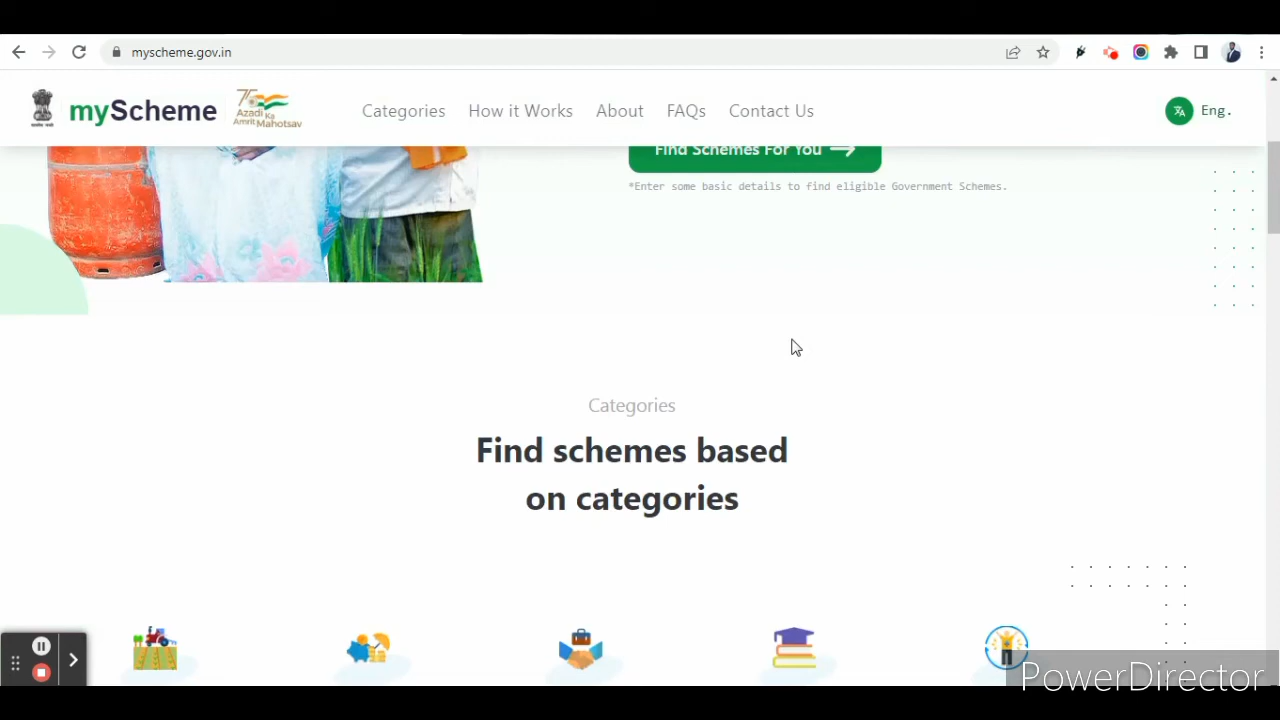 myscheme.gov.in
myScheme
Azadi Ka
Amrit Mahotsav
Categories How it Works About FAQs Contact Us
Eng.
Find Schemes For You
*Enter some basic details to find eligible Government Schemes.
Categories
Find schemes based
on categories
PowerDirector